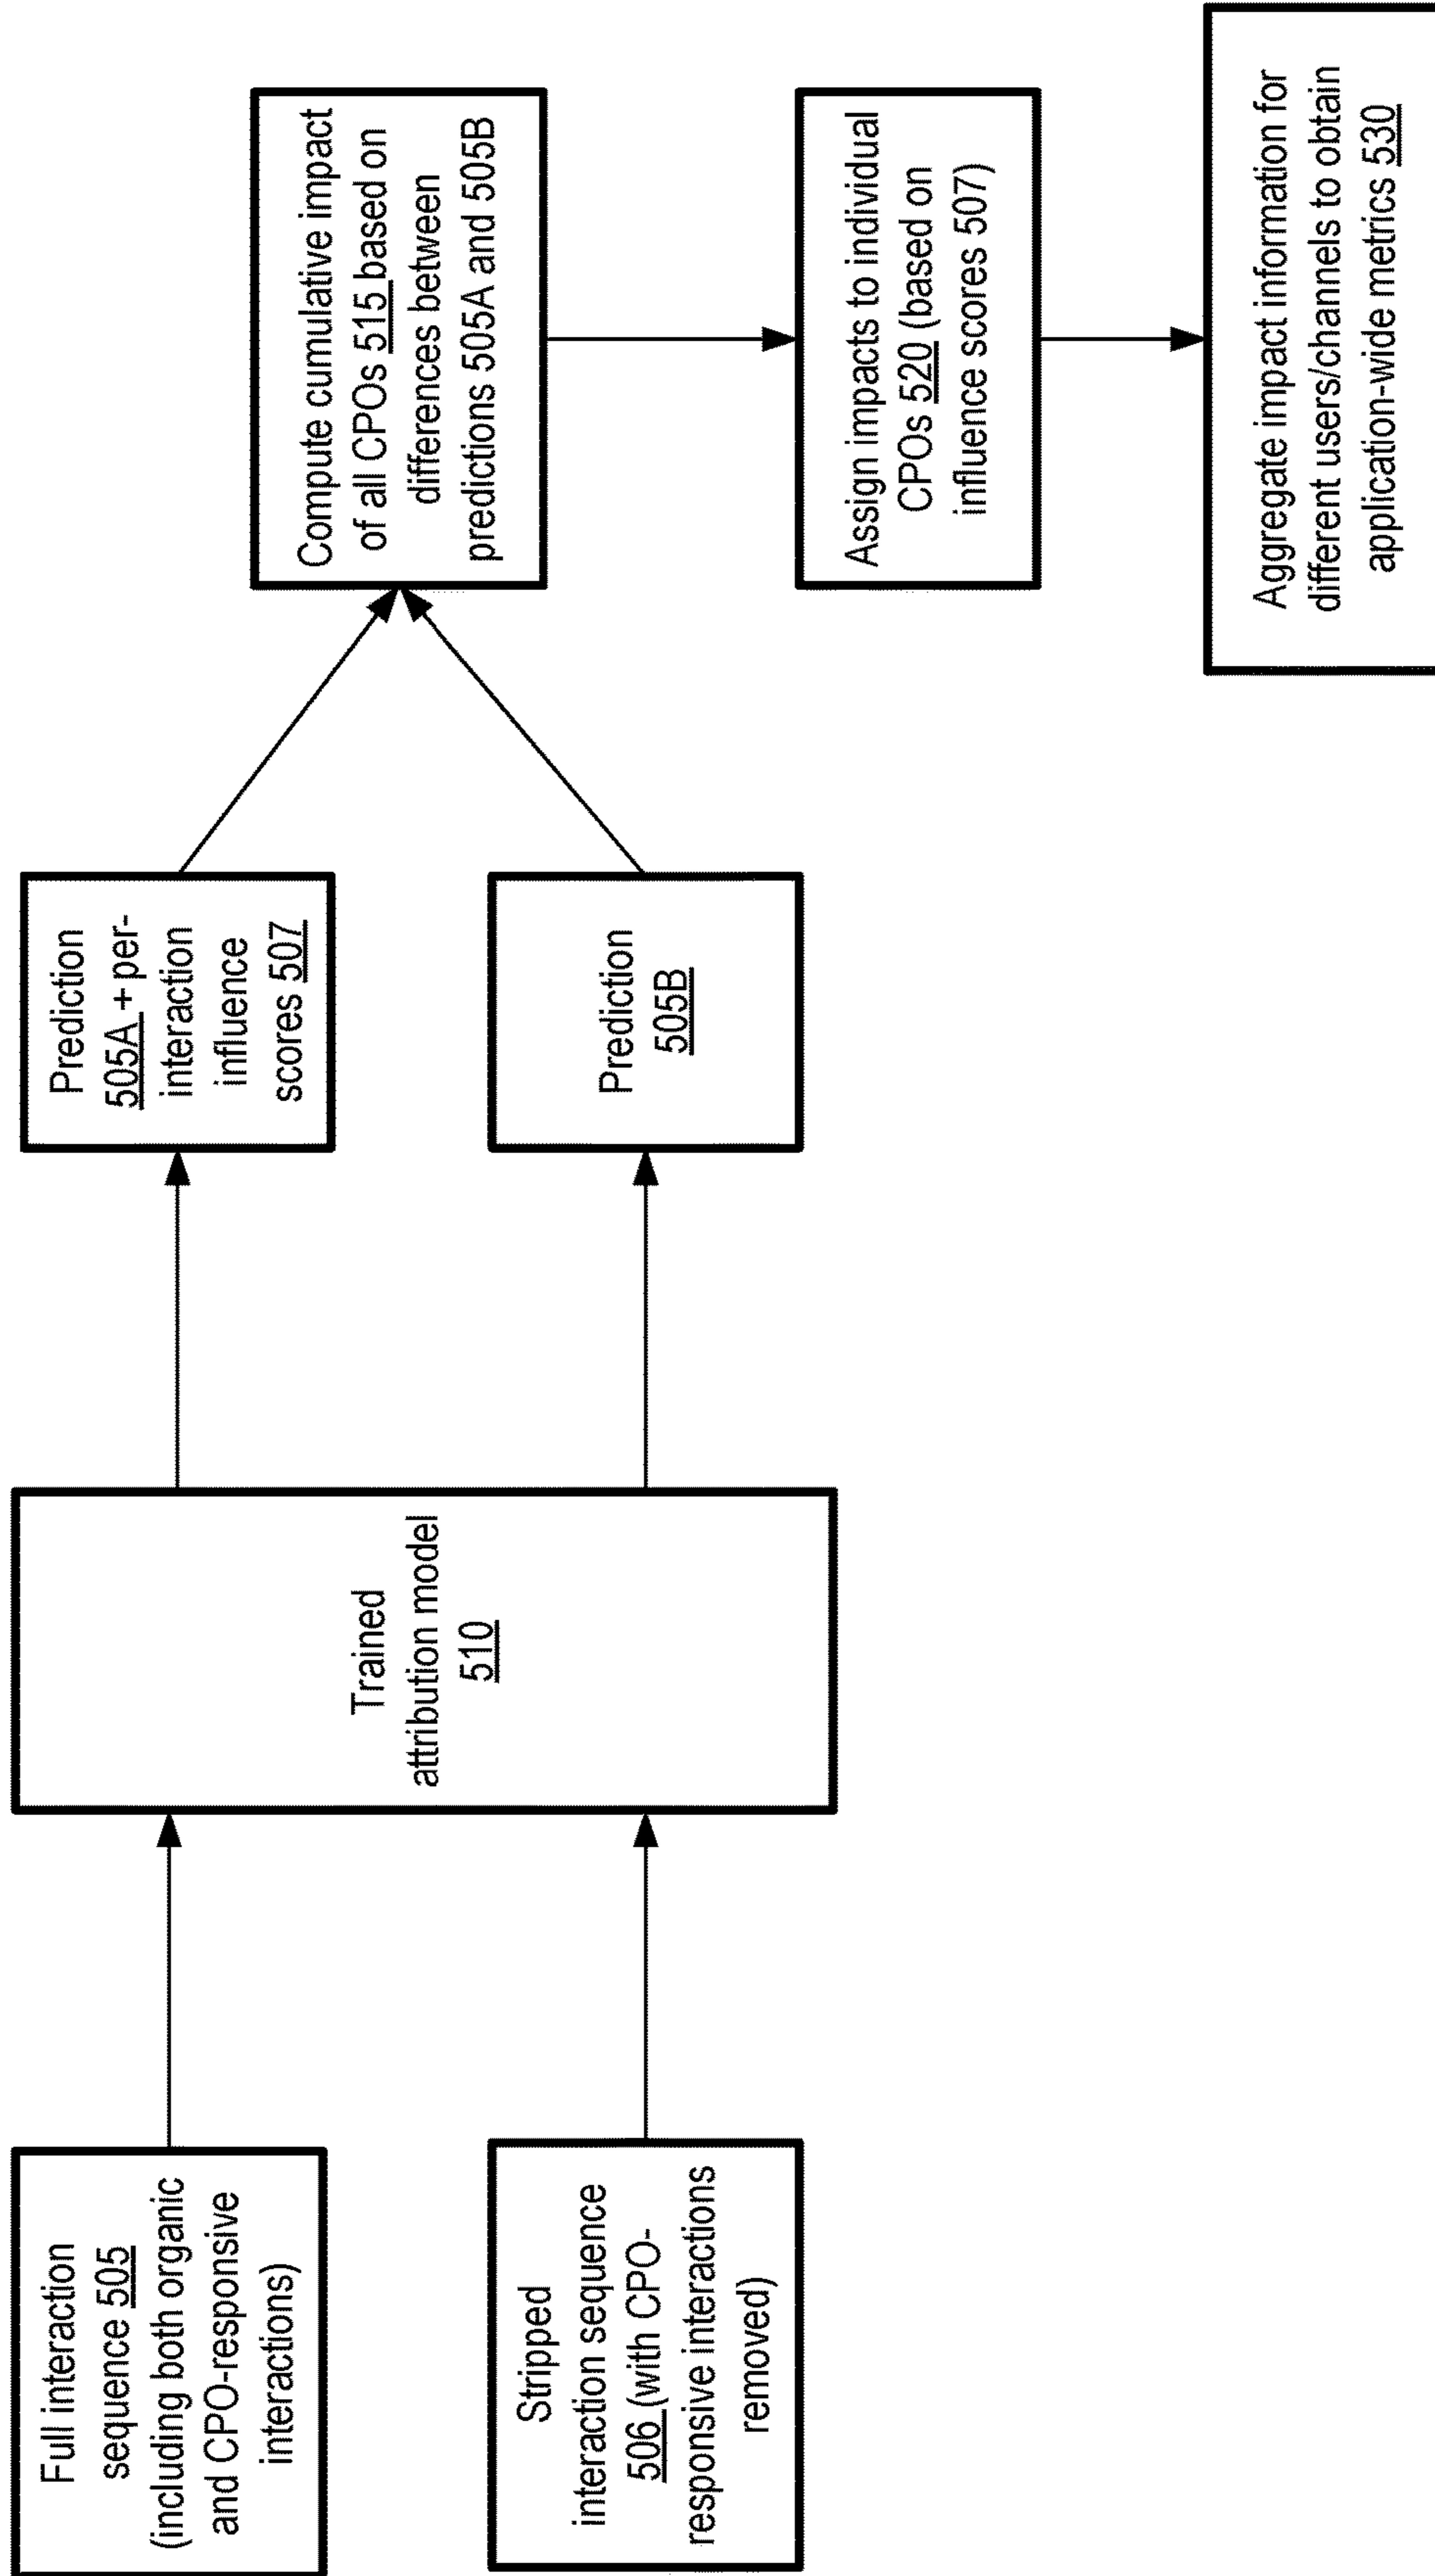 Full interaction
sequence 505
(including both organic
and CPO-responsive
interactions)
Stripped
interaction sequence
506 (with CPO-
responsive interactions
removed)
Trained
attribution model
510
Prediction
505A + per-
interaction
influence
scores 507
Prediction
505B
Compute cumulative impact
of all CPOs 515 based on
differences between
predictions 505A and 505B
Assign impacts to individual
CPOs 520 (based on
influence scores 507)
Aggregate impact information for
different users/channels to obtain
application-wide metrics 530